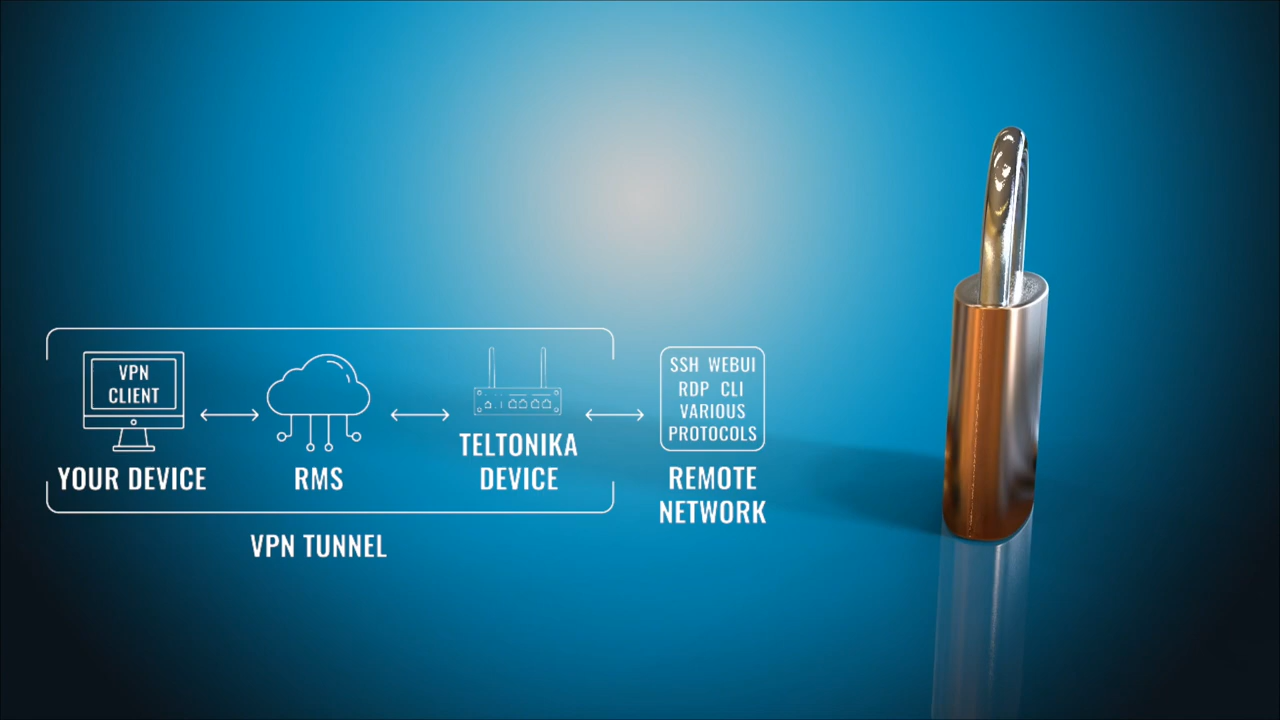 VPN
CLIENT
YOUR DEVICE
RMS
TELTONIKA
DEVICE
SSH WEBUI
RDP CLI
VARIOUS
PROTOCOLS
REMOTE
NETWORK
VPN TUNNEL